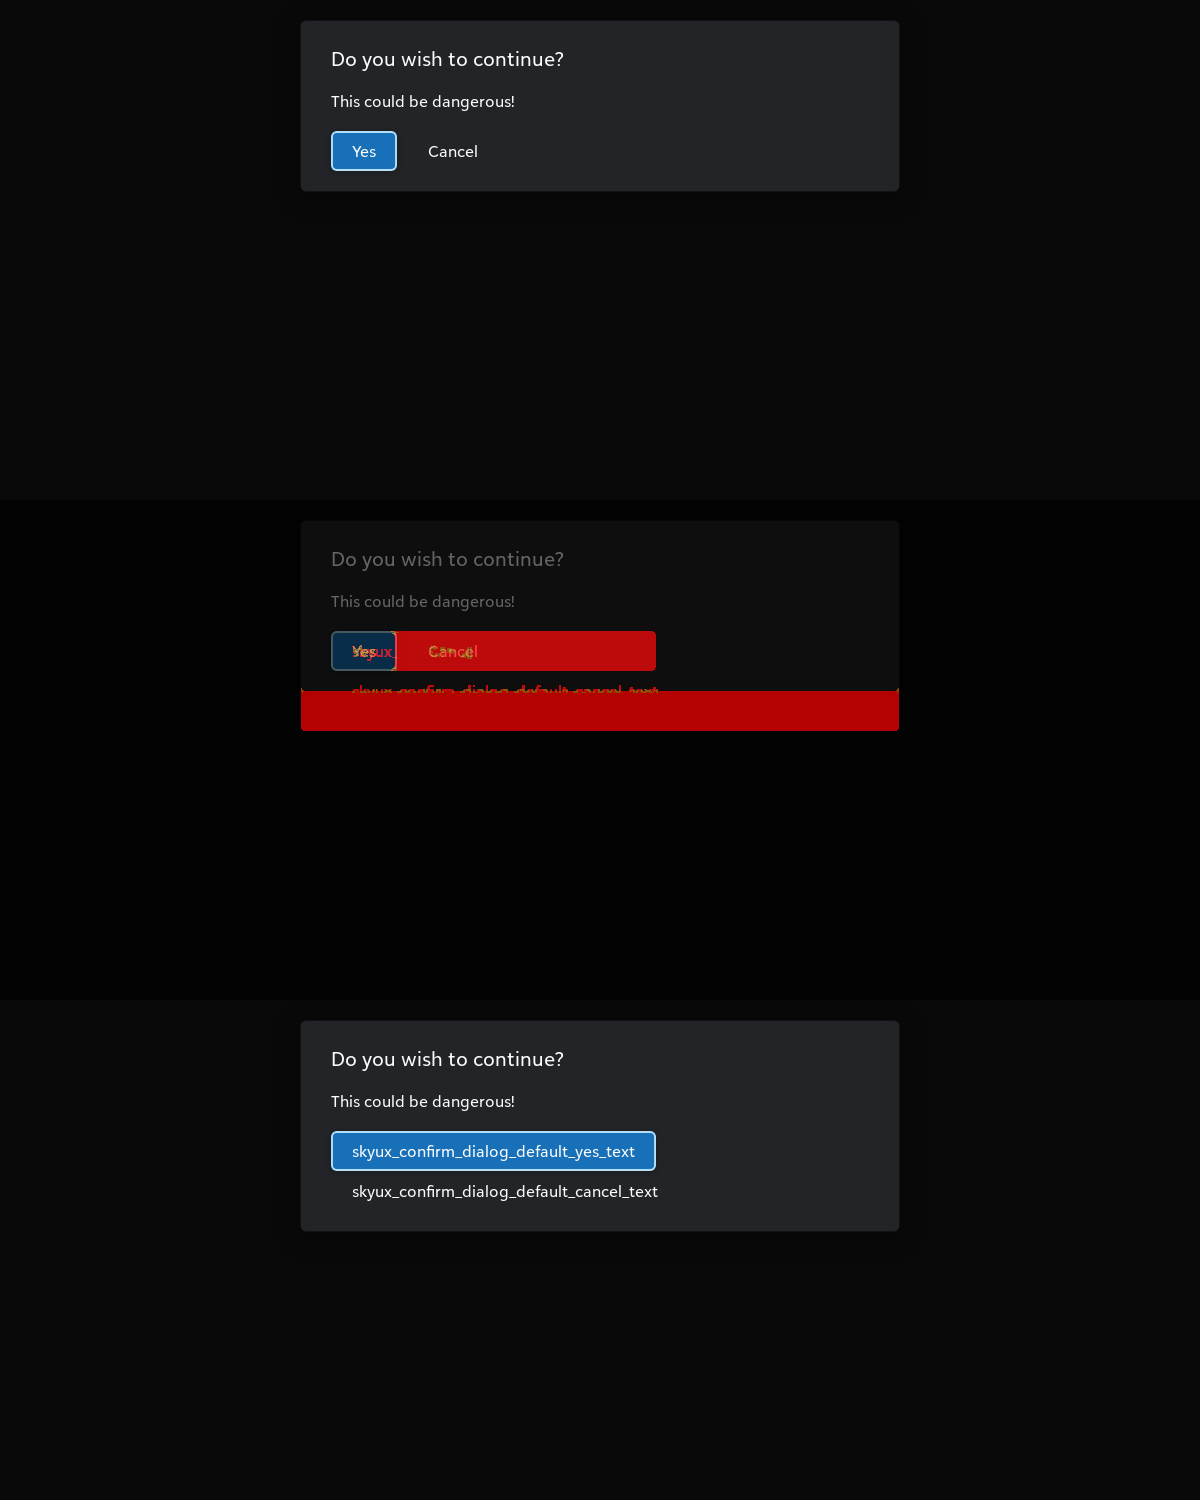 Do you wish to continue?
This could be dangerous!
Yes Cancel
Do you wish to continue?
This could be dangerous!
Yes Cancel
skyux_confirm_dialog_default_cancel_text
Do you wish to continue?
This could be dangerous!
skyux_confirm_dialog_default_yes_text
skyux_confirm_dialog_default_cancel_text